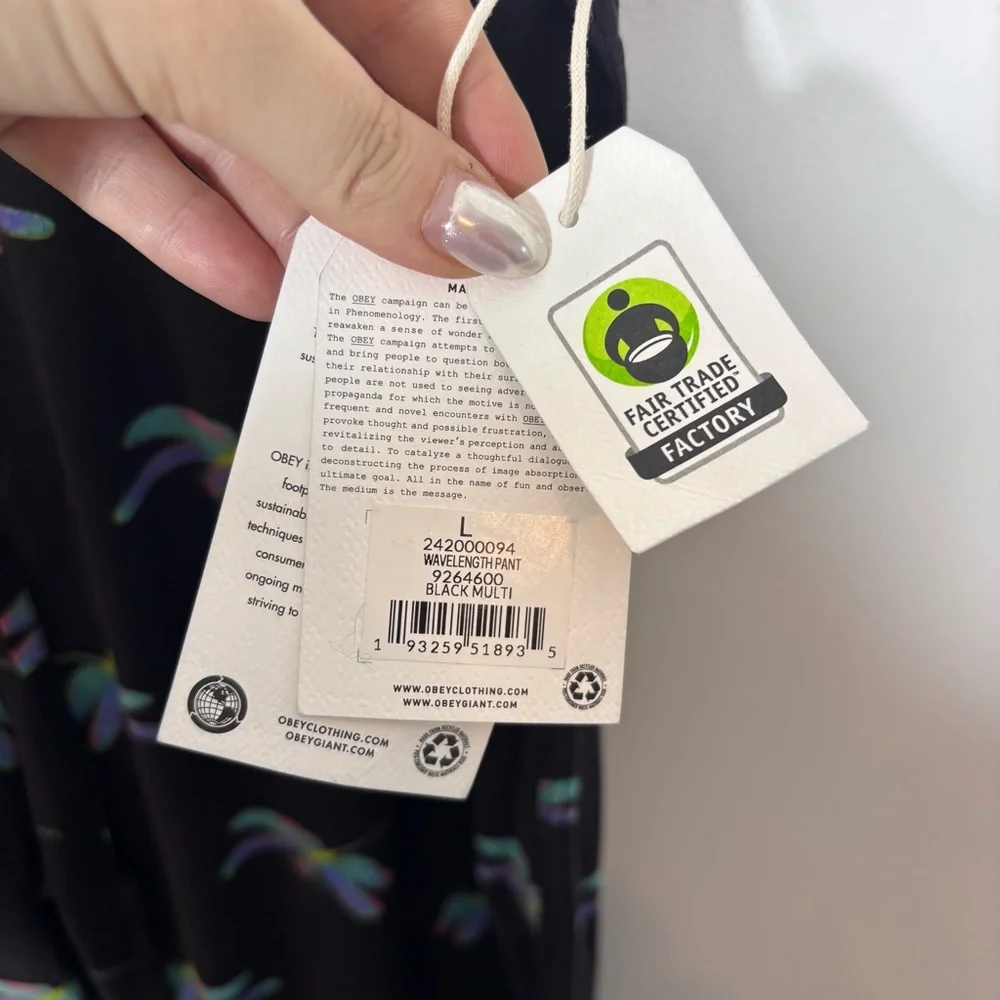 MA
The OBEY campaign can be
in Phenomenology. The first
reawaken a sense of wonder
The OBEY campaign attempts to
and bring people to question bo
their relationship with their sur
people are not used to seeing adver
propaganda for which the motive is no
frequent and novel encounters with OBEY
provoke thought and possible frustration,
revitalizing the viewer's perception and a
to detail. To catalyze a thoughtful dialogu
deconstructing the process of image absorptio
ultimate goal. All in the name of fun and obser
The medium is the message.
L
242000094
WAVELENGTH PANT
9264600
BLACK MULTI
1 93259 51893 5
WWW.OBEYCLOTHING.COM
WWW.OBEYGIANT.COM
FAIR TRADE
CERTIFIED™
FACTORY
sus
OBEY i
footp
sustainab
techniques
consumer
ongoing m
striving to
OBEYCLOTHING.COM
OBEYGIANT.COM